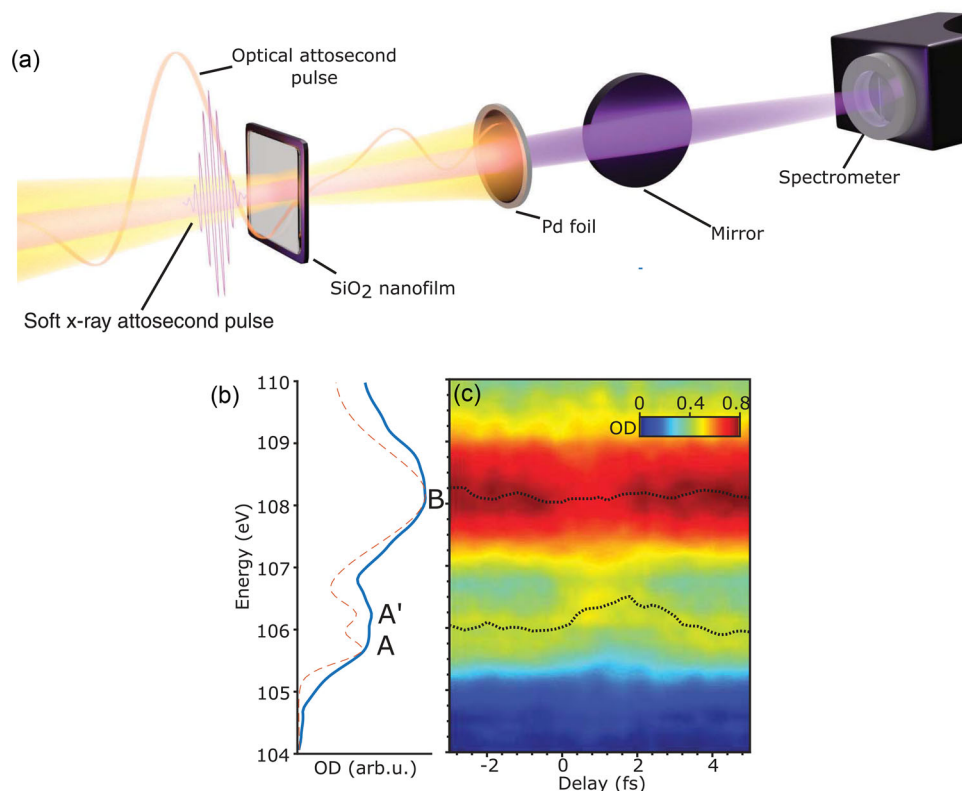 (a)
Optical attosecond
pulse
Spectrometer
Pd foil
Mirror
SiO2 nanofilm
Soft x-ray attosecond pulse
(b)
(c)
110
109
108
107
106
105
104
Energy (eV)
B
A'
A
OD (arb.u.)
0 0.4 0.8
OD
-2 0 2 4
Delay (fs)